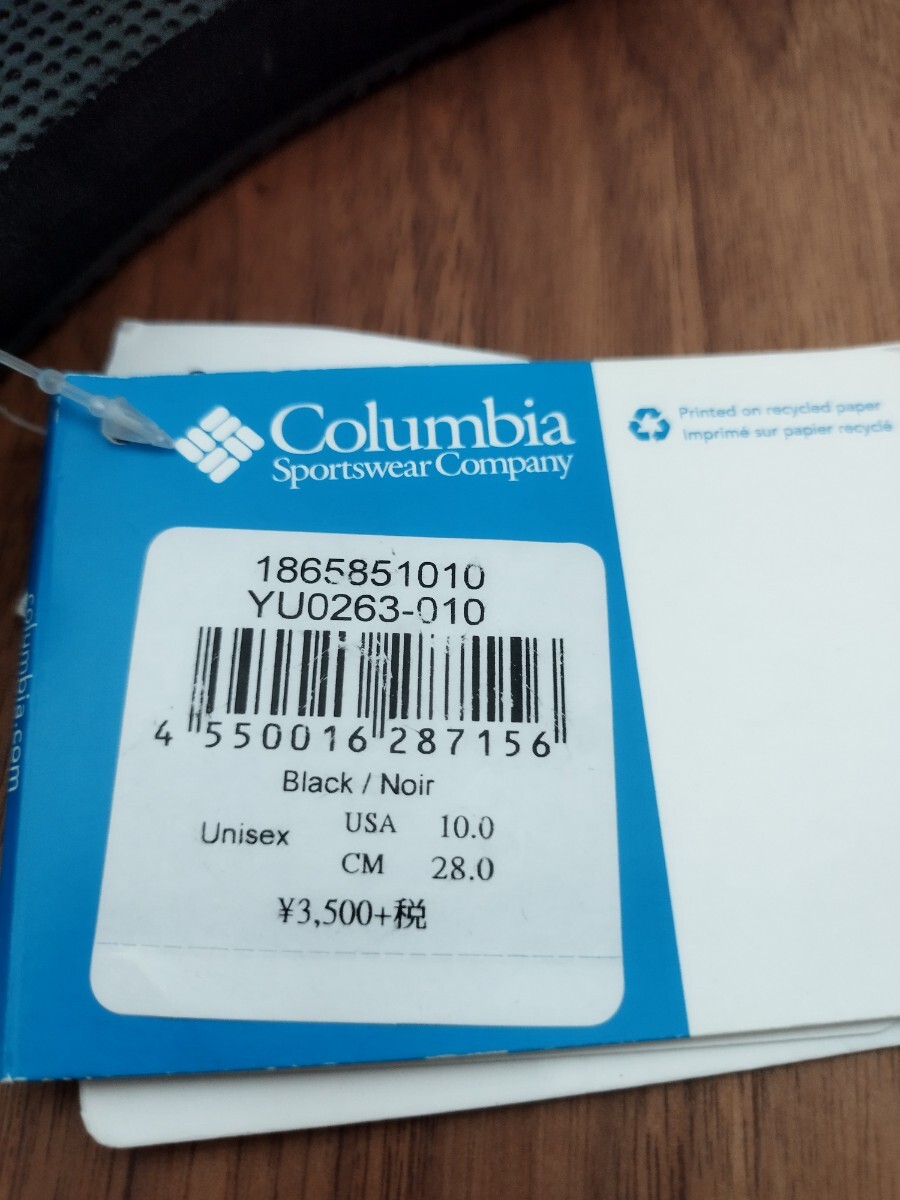 Columbia
Sportswear Company
Printed on recycled paper
Imprimé sur papier recyclé
1865851010
YU0263-010
4 550016 287156
Black / Noir
Unisex USA 10.0
CM 28.0
¥3,500+税
columbia.com